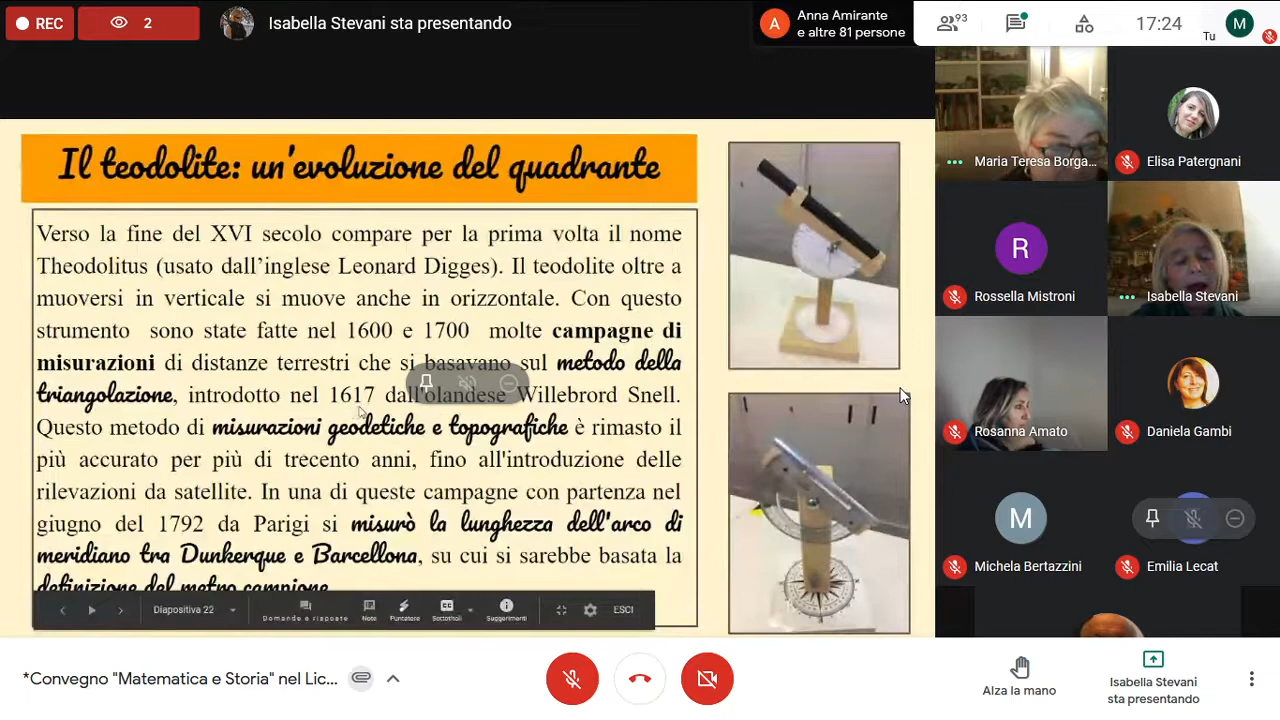 REC
2
Isabella Stevani sta presentando
A
Anna Amirante
e altre 81 persone
93
17:24
Tu
M
Il teodolite: un'evoluzione del quadrante
Verso la fine del XVI secolo compare per la prima volta il nome
Theodolitus (usato dall’inglese Leonard Digges). Il teodolite oltre a
muoversi in verticale si muove anche in orizzontale. Con questo
strumento sono state fatte nel 1600 e 1700 molte campagne di
misurazioni di distanze terrestri che si basavano sul metodo della
triangolazione, introdotto nel 1617 dall'olandese Willebrord Snell.
Questo metodo di misurazioni geodetiche e topografiche è rimasto il
più accurato per più di trecento anni, fino all'introduzione delle
rilevazioni da satellite. In una di queste campagne con partenza nel
giugno del 1792 da Parigi si misurò la lunghezza dell'arco di
meridiano tra Dunkerque e Barcellona, su cui si sarebbe basata la
definizione del metro campione
Diapositiva 22
Domande e risposte
Note
Puntatore
CC
Sottotitoli
Suggerimenti
ESCI
Maria Teresa Borga...
Elisa Patergnani
R
Rossella Mistroni
Isabella Stevani
Rosanna Amato
Daniela Gambi
M
Michela Bertazzini
Emilia Lecat
*Convegno "Matematica e Storia" nel Lic...
Alza la mano
Isabella Stevani
sta presentando